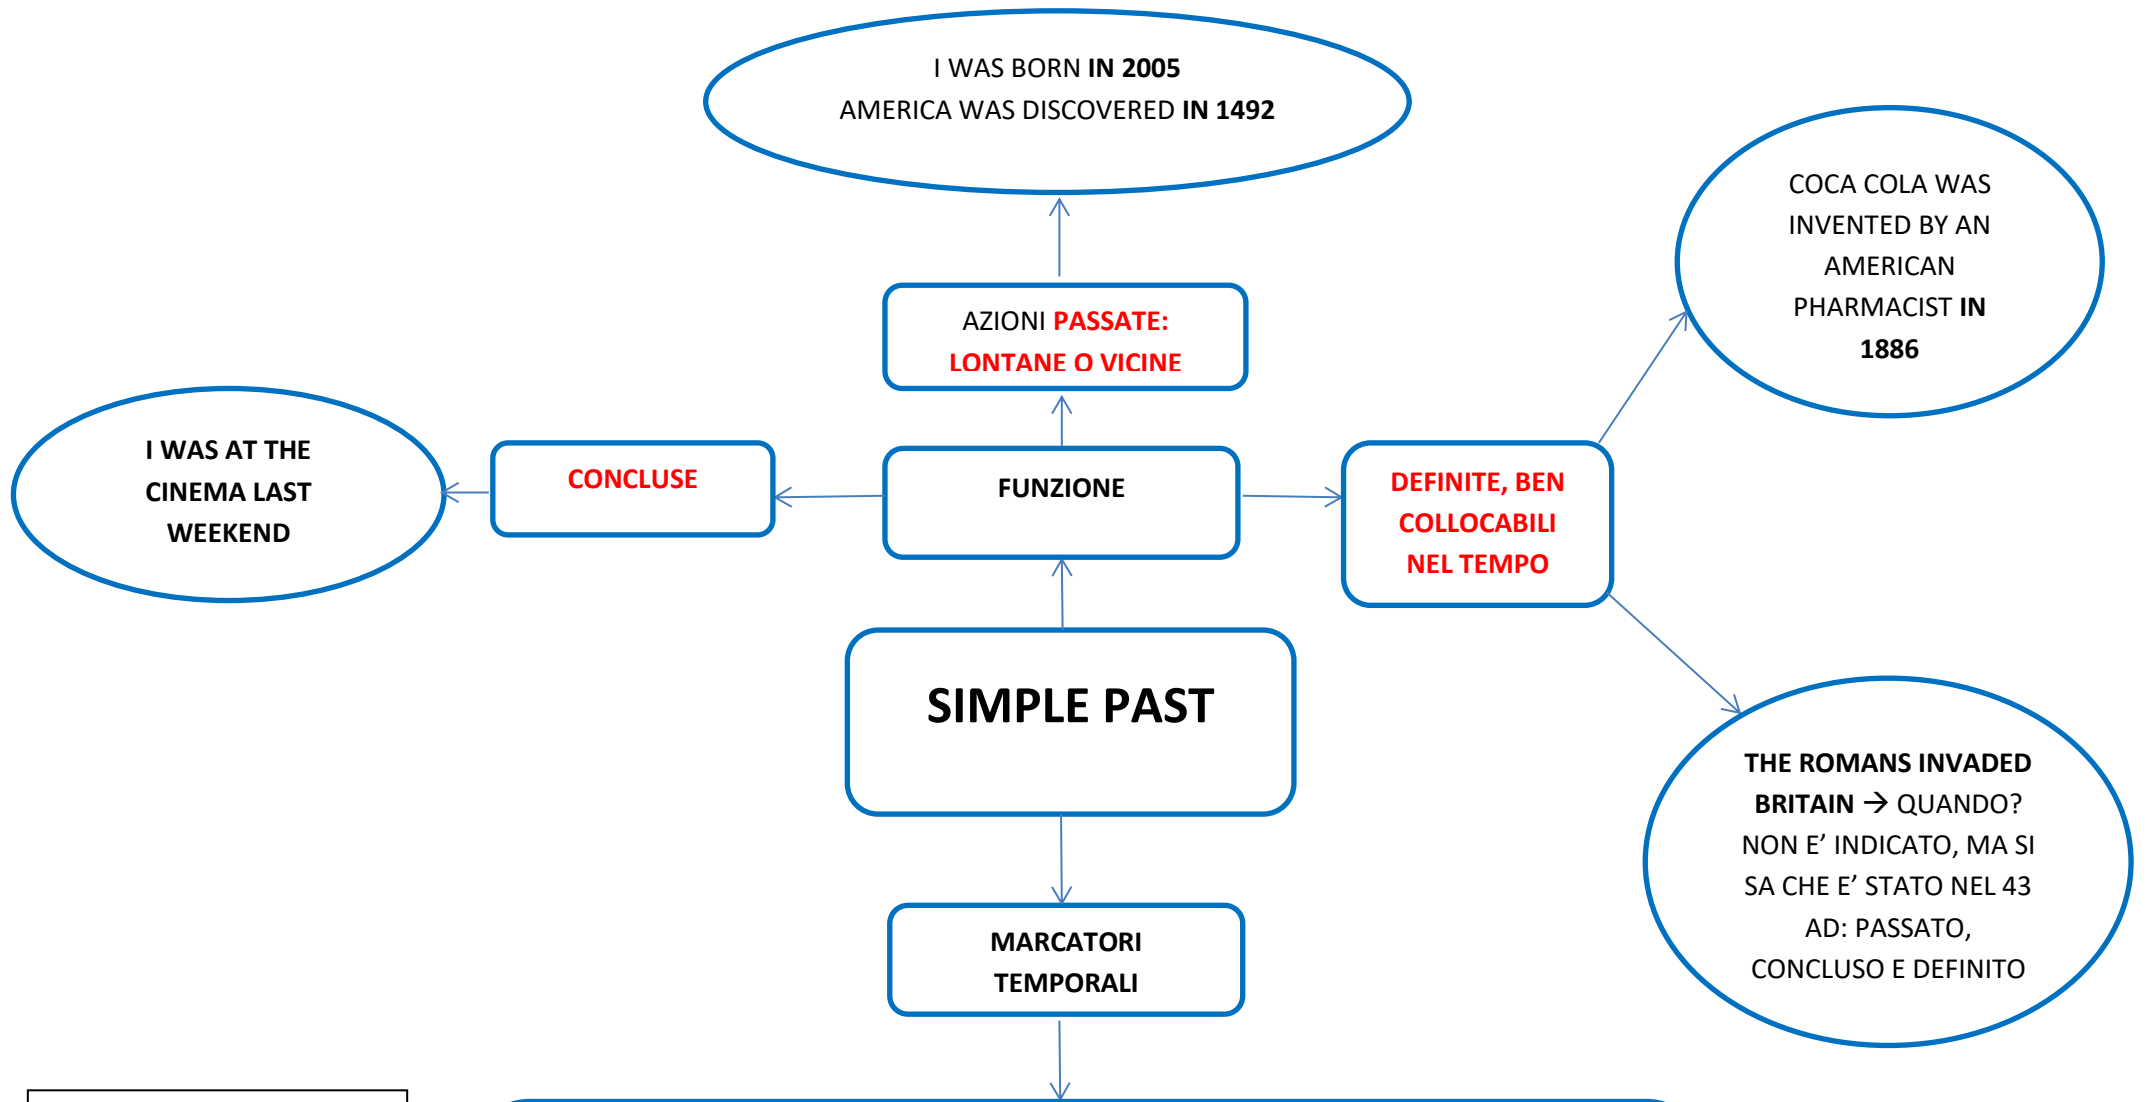 I WAS BORN IN 2005
AMERICA WAS DISCOVERED IN 1492
COCA COLA WAS
INVENTED BY AN
AMERICAN
PHARMACIST IN
1886
AZIONI PASSATE:
LONTANE O VICINE
I WAS AT THE
CINEMA LAST
WEEKEND
CONCLUSE
FUNZIONE
DEFINITE, BEN
COLLOCABILI
NEL TEMPO
SIMPLE PAST
THE ROMANS INVADED
BRITAIN → QUANDO?
NON E’ INDICATO, MA SI
SA CHE E’ STATO NEL 43
AD: PASSATO,
CONCLUSO E DEFINITO
MARCATORI
TEMPORALI